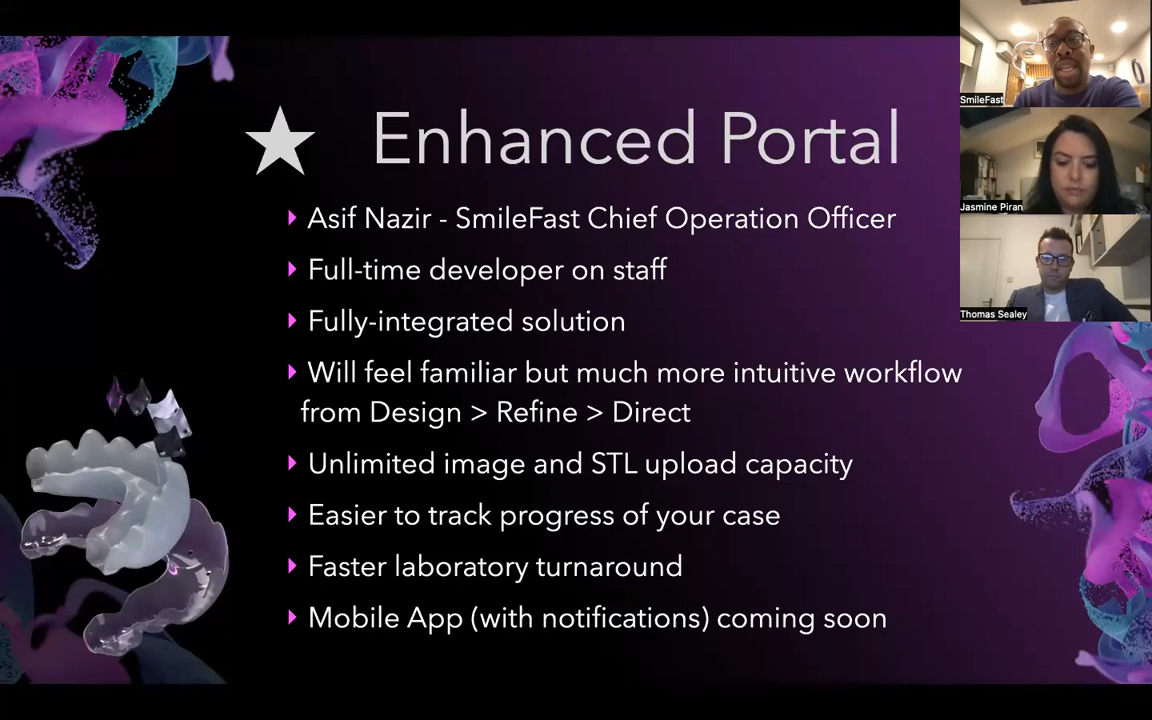 Enhanced Portal
Asif Nazir - SmileFast Chief Operation Officer
Full-time developer on staff
Fully-integrated solution
Will feel familiar but much more intuitive workflow
from Design > Refine > Direct
Unlimited image and STL upload capacity
Easier to track progress of your case
Faster laboratory turnaround
Mobile App (with notifications) coming soon
SmileFast
Jasmine Piran
Thomas Sealey